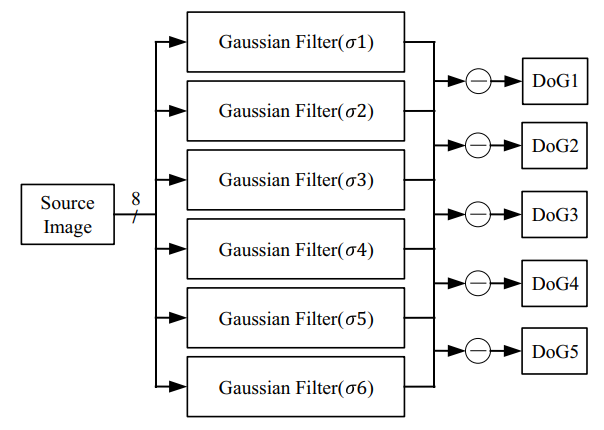 8
Source
Image
Gaussian Filter(σ1)
Gaussian Filter(σ2)
Gaussian Filter(σ3)
Gaussian Filter(σ4)
Gaussian Filter(σ5)
Gaussian Filter(σ6)
DoG1
DoG2
DoG3
DoG4
DoG5